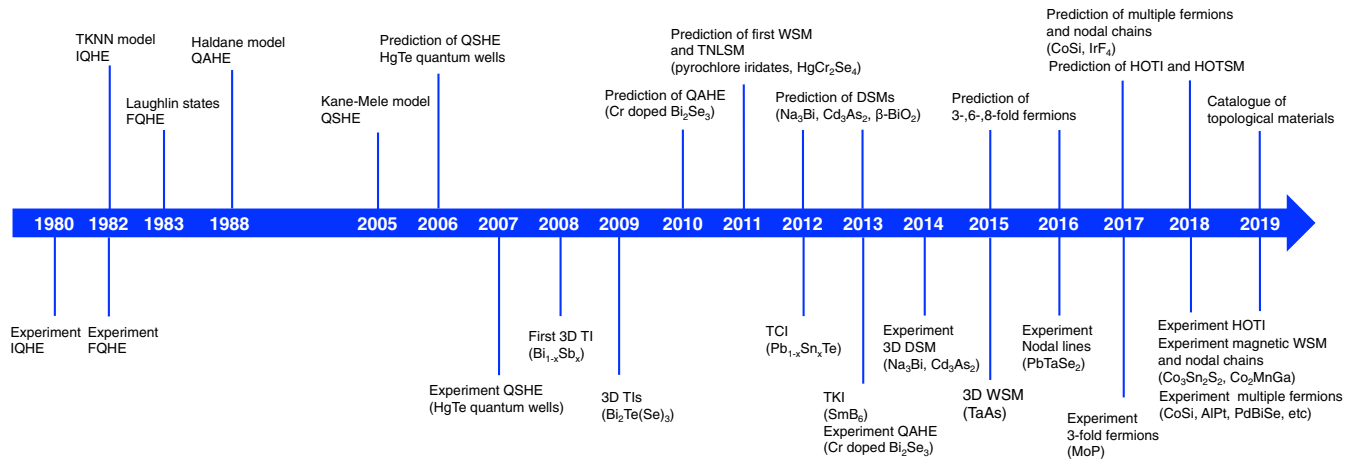 TKNN model
IQHE
Laughlin states
FQHE
Haldane model
QAHE
Kane-Mele model
QSHE
Prediction of QSHE
HgTe quantum wells
Prediction of QAHE
(Cr doped Bi₂Se₃)
Prediction of first WSM
and TNLSM
(pyrochlore iridates, HgCr₂Se₄)
Prediction of DSMs
(Na₃Bi, Cd₃As₂, β-BiO₂)
Prediction of
3-,6-,8-fold fermions
Prediction of multiple fermions
and nodal chains
(CoSi, IrF₄)
Prediction of HOTI and HOTSM
Catalogue of
topological materials
1980 1982 1983 1988 2005 2006 2007 2008 2009 2010 2011 2012 2013 2014 2015 2016 2017 2018 2019
Experiment
IQHE
Experiment
FQHE
Experiment QSHE
(HgTe quantum wells)
First 3D TI
(Bi₁₋ₓSbₓ)
3D TIs
(Bi₂Te(Se)₃)
TCI
(Pb₁₋ₓSnₓTe)
TKI
(SmB₆)
Experiment QAHE
(Cr doped Bi₂Se₃)
Experiment
3D DSM
(Na₃Bi, Cd₃As₂)
3D WSM
(TaAs)
Experiment
Nodal lines
(PbTaSe₂)
Experiment
3-fold fermions
(MoP)
Experiment HOTI
Experiment magnetic WSM
and nodal chains
(Co₃Sn₂S₂, Co₂MnGa)
Experiment multiple fermions
(CoSi, AlPt, PdBiSe, etc)